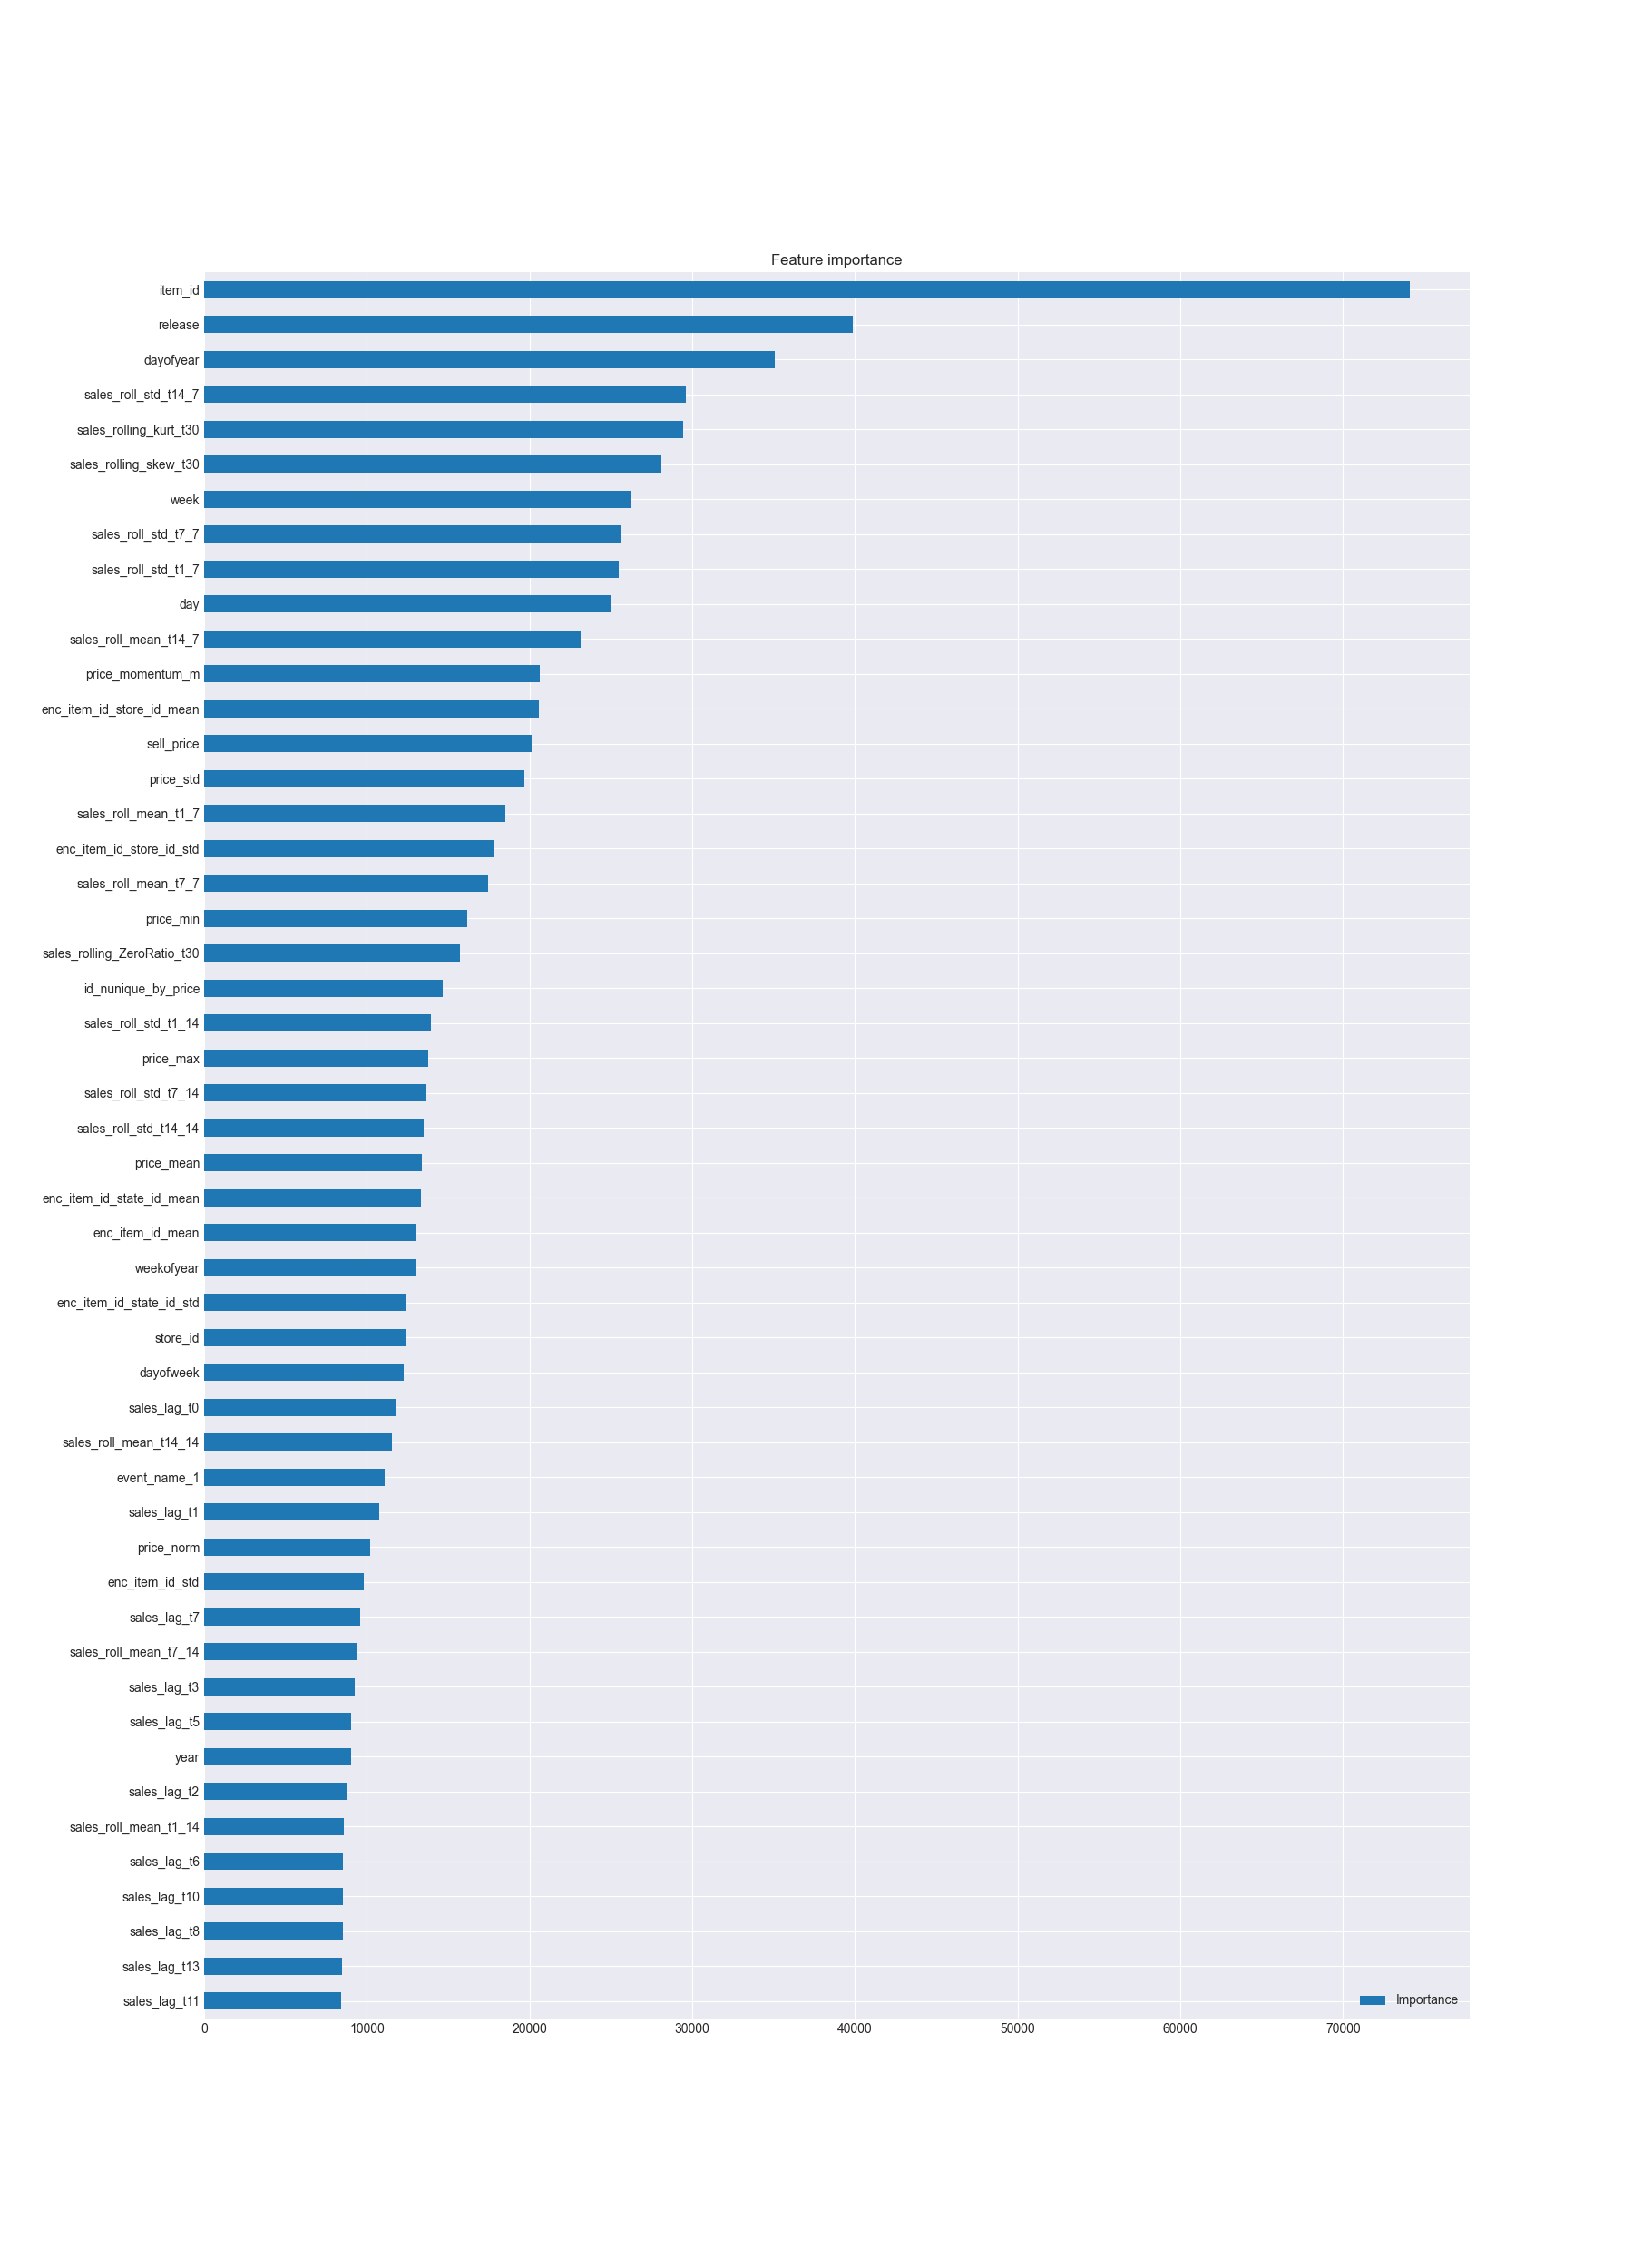 Feature importance
item_id
release
dayofyear
sales_roll_std_t14_7
sales_rolling_kurt_t30
sales_rolling_skew_t30
week
sales_roll_std_t7_7
sales_roll_std_t1_7
day
sales_roll_mean_t14_7
price_momentum_m
enc_item_id_store_id_mean
sell_price
price_std
sales_roll_mean_t1_7
enc_item_id_store_id_std
sales_roll_mean_t7_7
price_min
sales_rolling_ZeroRatio_t30
id_nunique_by_price
sales_roll_std_t1_14
price_max
sales_roll_std_t7_14
sales_roll_std_t14_14
price_mean
enc_item_id_state_id_mean
enc_item_id_mean
weekofyear
enc_item_id_state_id_std
store_id
dayofweek
sales_lag_t0
sales_roll_mean_t14_14
event_name_1
sales_lag_t1
price_norm
enc_item_id_std
sales_lag_t7
sales_roll_mean_t7_14
sales_lag_t3
sales_lag_t5
year
sales_lag_t2
sales_roll_mean_t1_14
sales_lag_t6
sales_lag_t10
sales_lag_t8
sales_lag_t13
sales_lag_t11
Importance
0 10000 20000 30000 40000 50000 60000 70000